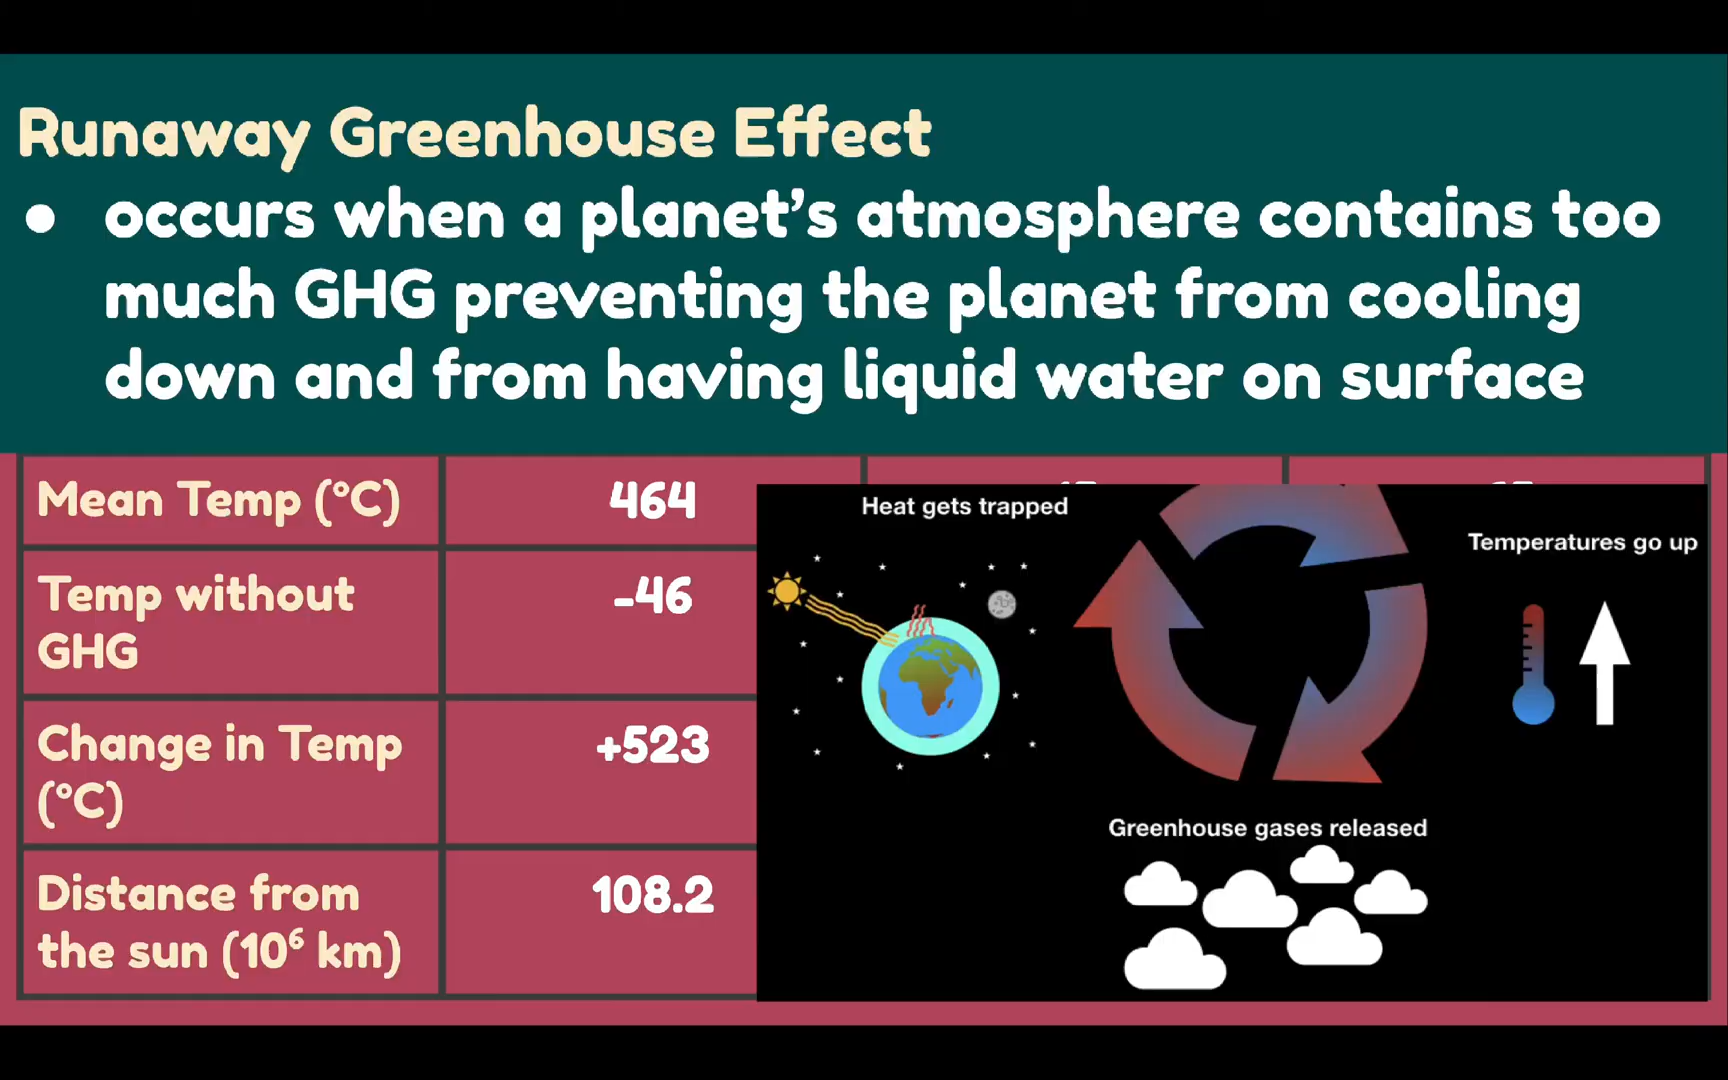 Runaway Greenhouse Effect
● occurs when a planet’s atmosphere contains too
much GHG preventing the planet from cooling
down and from having liquid water on surface
Mean Temp (°C) 464
Temp without
GHG
-46
Change in Temp
(°C)
+523
Distance from
the sun (10⁶ km)
108.2
Heat gets trapped
Temperatures go up
Greenhouse gases released